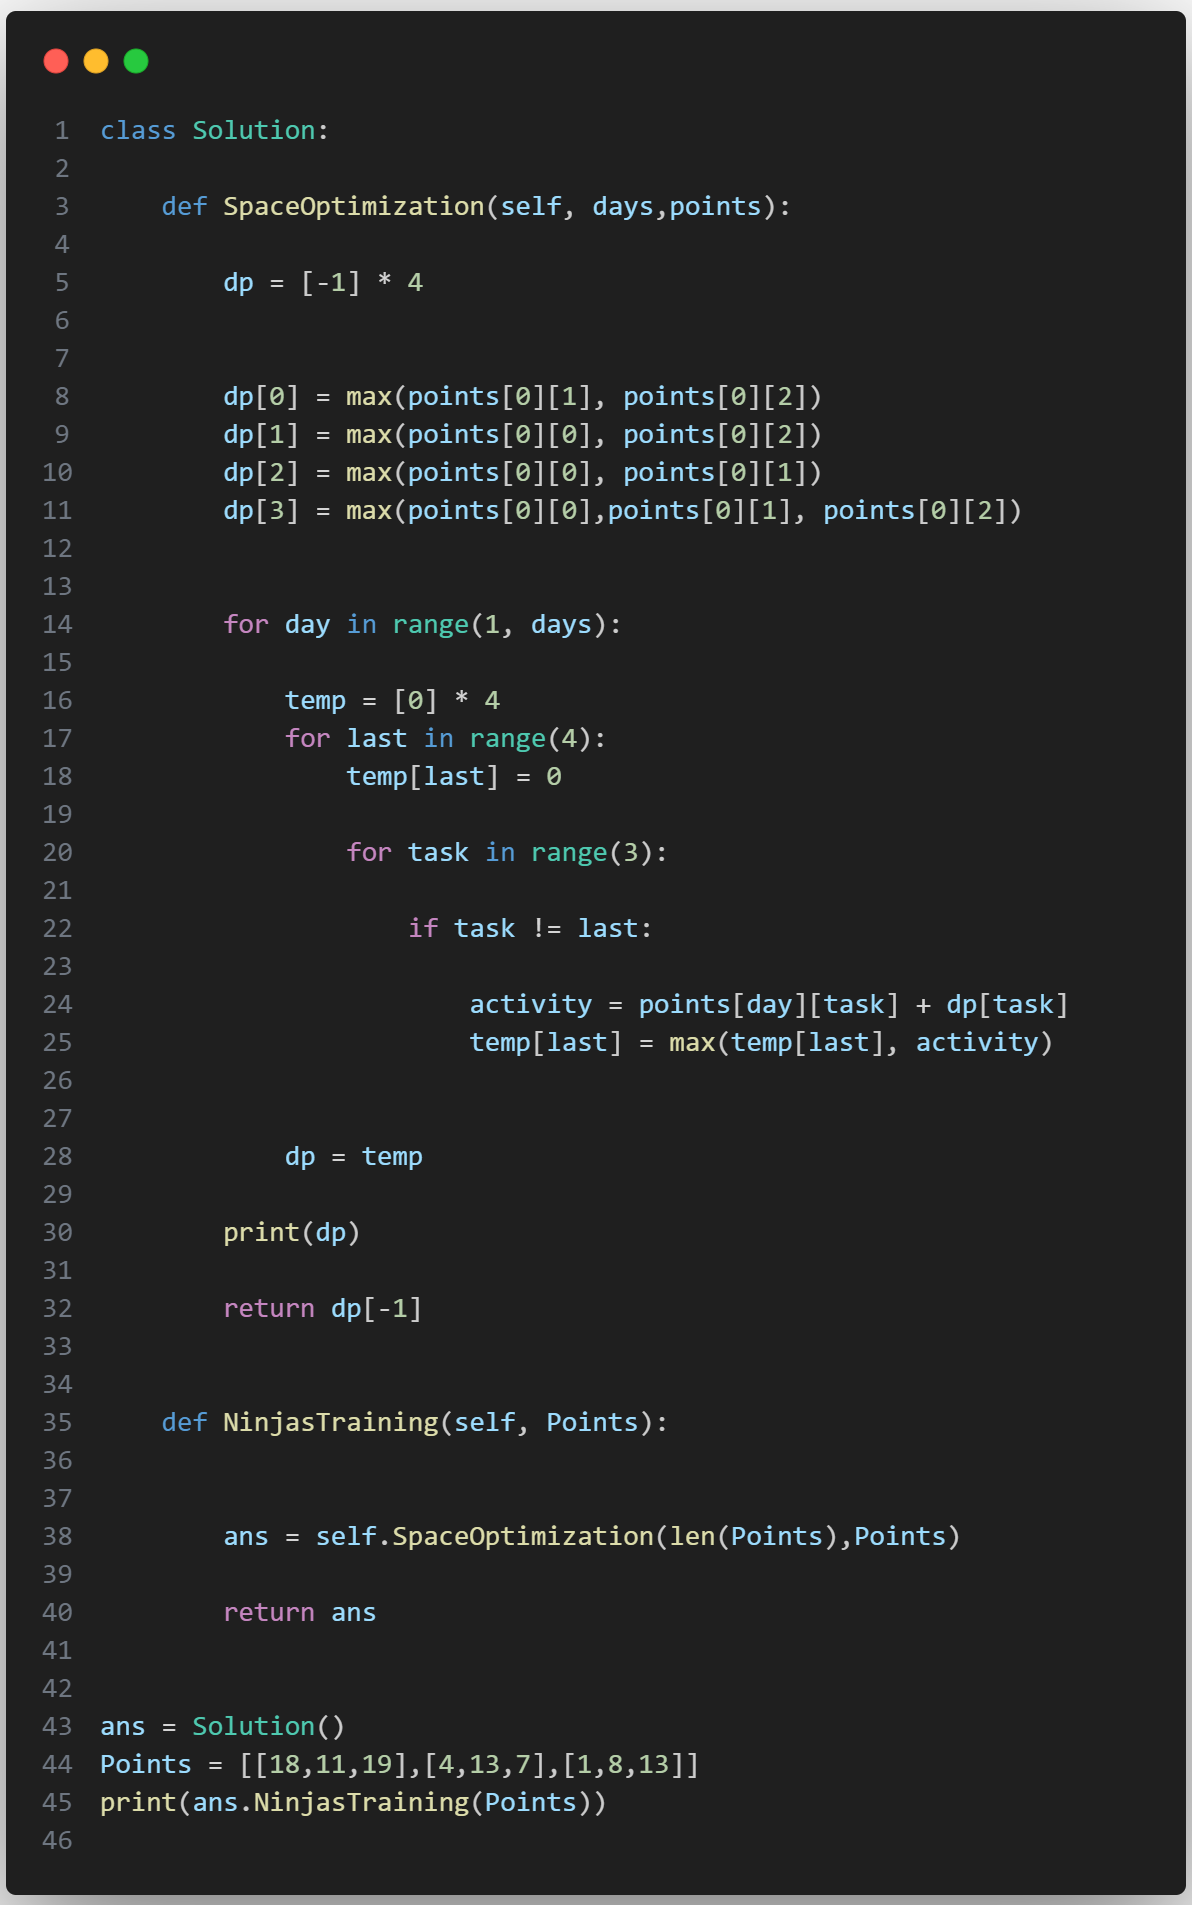 1 class Solution:
2
3     def SpaceOptimization(self, days,points):
4
5         dp = [-1] * 4
6
7
8         dp[0] = max(points[0][1], points[0][2])
9         dp[1] = max(points[0][0], points[0][2])
10         dp[2] = max(points[0][0], points[0][1])
11         dp[3] = max(points[0][0],points[0][1], points[0][2])
12
13
14         for day in range(1, days):
15
16             temp = [0] * 4
17             for last in range(4):
18                 temp[last] = 0
19
20                 for task in range(3):
21
22                     if task != last:
23
24                         activity = points[day][task] + dp[task]
25                         temp[last] = max(temp[last], activity)
26
27
28             dp = temp
29
30         print(dp)
31
32         return dp[-1]
33
34
35     def NinjasTraining(self, Points):
36
37
38         ans = self.SpaceOptimization(len(Points),Points)
39
40         return ans
41
42
43 ans = Solution()
44 Points = [[18,11,19],[4,13,7],[1,8,13]]
45 print(ans.NinjasTraining(Points))
46